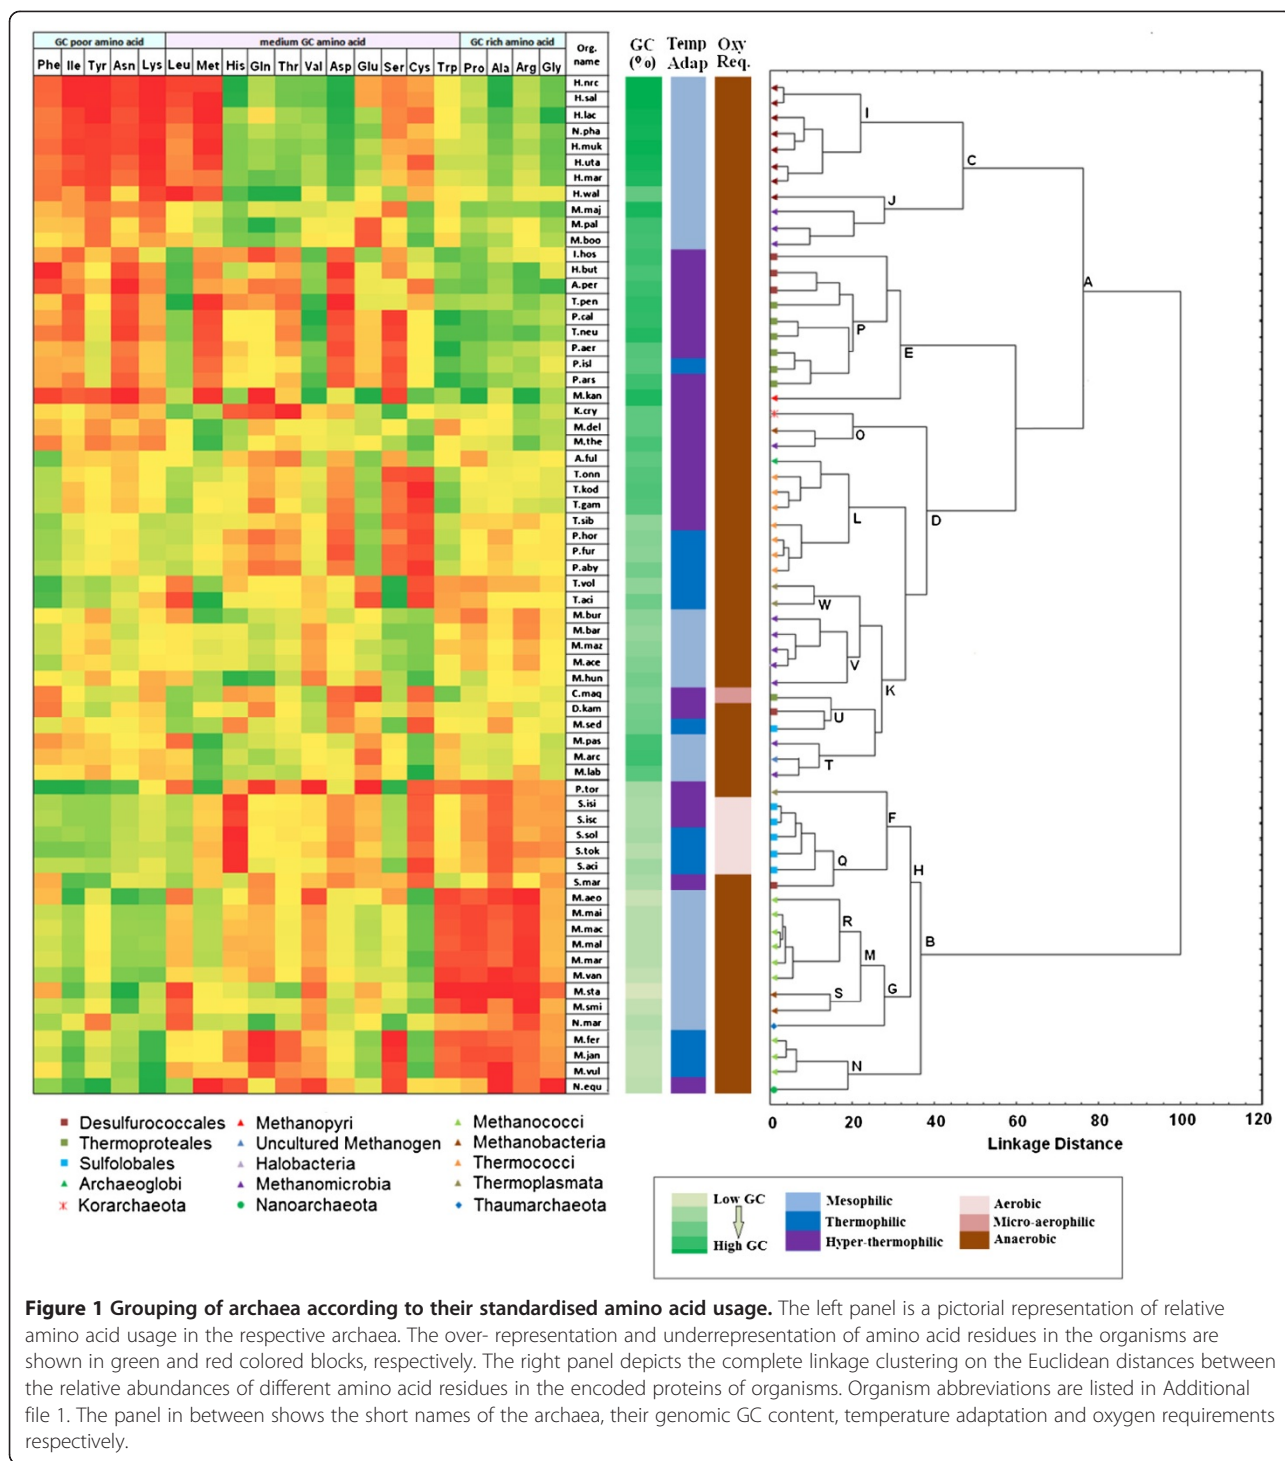 GC poor amino acid medium GC amino acid GC rich amino acid
Phe Ile Tyr Asn Lys Leu Met His Gln Thr Val Asp Glu Ser Cys Trp Pro Ala Arg Gly
Org. name
GC (%) Temp Adap Oxy Req.
H.nrc
H.sal
H.lac
N.pha
H.muk
H.uta
H.mar
H.wal
M.maj
M.pal
M.boo
I.hos
H.but
A.per
T.pen
P.cal
T.neu
P.aer
P.isl
P.ars
M.kan
K.cry
M.del
M.the
A.ful
T.onn
T.kod
T.gam
T.sib
P.hor
P.fur
P.aby
T.vol
T.aci
M.bur
M.bar
M.maz
M.ace
M.hun
C.maq
D.kam
M.sed
M.pas
M.arc
M.lab
P.tor
S.isi
S.isc
S.sol
S.tok
S.aci
S.mar
M.aeo
M.mai
M.mac
M.mal
M.mar
M.van
M.sta
M.smi
N.mar
M.fer
M.jan
M.vul
N.equ
I
C
J
A
P
E
O
L
D
W
V
K
U
T
F
Q
H
R
B
M
S
G
N
0 20 40 60 80 100 120
Linkage Distance
Desulfurococcales Methanopyri Methanococci
Thermoproteales Uncultured Methanogen Methanobacteria
Sulfolobales Halobacteria Thermococci
Archaeoglobi Methanomicrobia Thermoplasmata
Korarchaeota Nanoarchaeota Thaumarchaeota
Low GC Mesophilic Aerobic
Thermophilic Micro-aerophilic
High GC Hyper-thermophilic Anaerobic
Figure 1 Grouping of archaea according to their standardised amino acid usage. The left panel is a pictorial representation of relative
amino acid usage in the respective archaea. The over- representation and underrepresentation of amino acid residues in the organisms are
shown in green and red colored blocks, respectively. The right panel depicts the complete linkage clustering on the Euclidean distances between
the relative abundances of different amino acid residues in the encoded proteins of organisms. Organism abbreviations are listed in Additional
file 1. The panel in between shows the short names of the archaea, their genomic GC content, temperature adaptation and oxygen requirements
respectively.